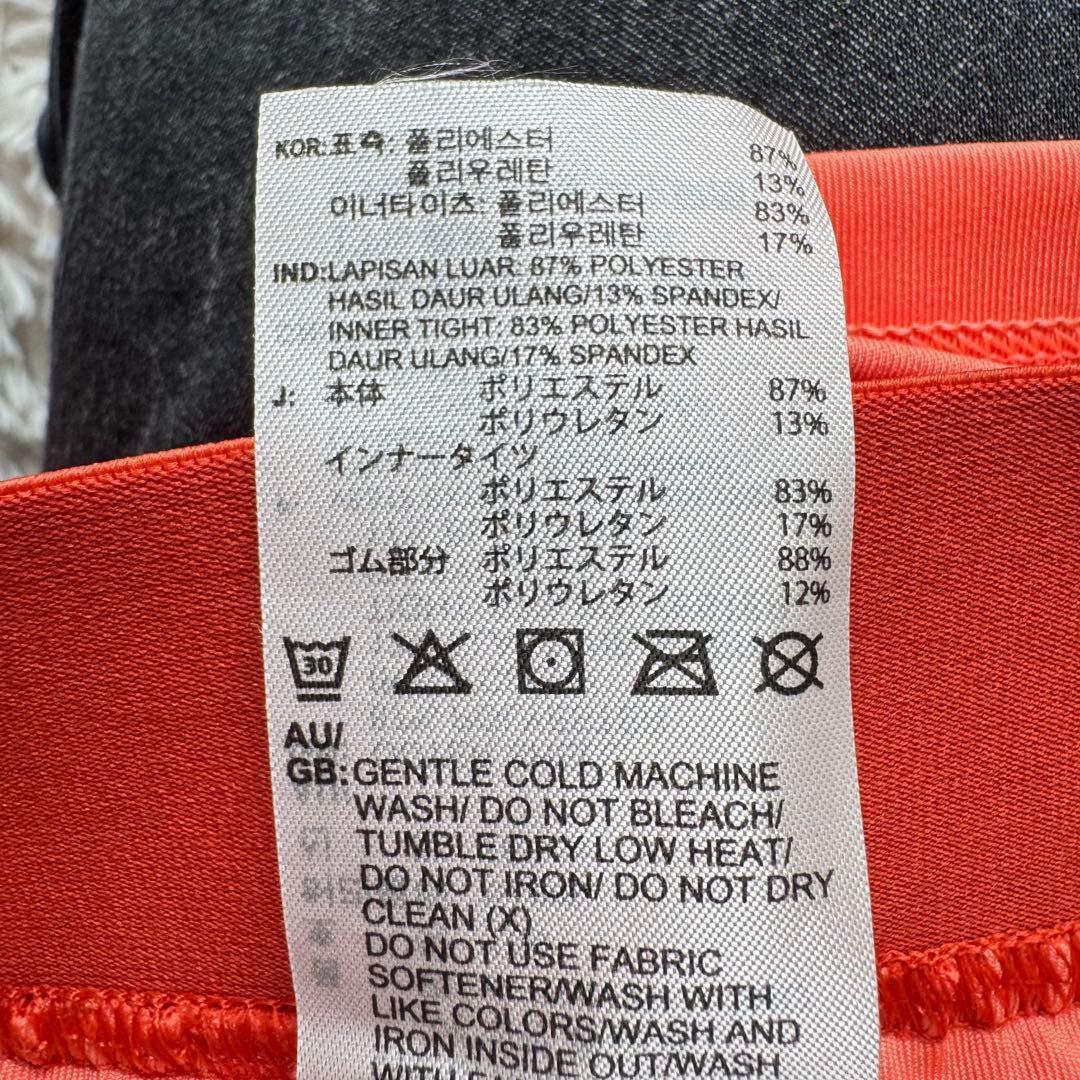 KOR: 표측: 폴리에스터 87%
폴리우레탄 13%
이너타이츠: 폴리에스터 83%
폴리우레탄 17%
IND:LAPISAN LUAR: 87% POLYESTER
HASIL DAUR ULANG/13% SPANDEX/
INNER TIGHT: 83% POLYESTER HASIL
DAUR ULANG/17% SPANDEX
J: 本体 ポリエステル 87%
ポリウレタン 13%
インナータイツ
ポリエステル 83%
ポリウレタン 17%
ゴム部分 ポリエステル 88%
ポリウレタン 12%
30
AU/
GB: GENTLE COLD MACHINE
WASH/ DO NOT BLEACH/
TUMBLE DRY LOW HEAT/
DO NOT IRON/ DO NOT DRY
CLEAN (X)
DO NOT USE FABRIC
SOFTENER/WASH WITH
LIKE COLORS/WASH AND
IRON INSIDE OUT/WASH
WITH